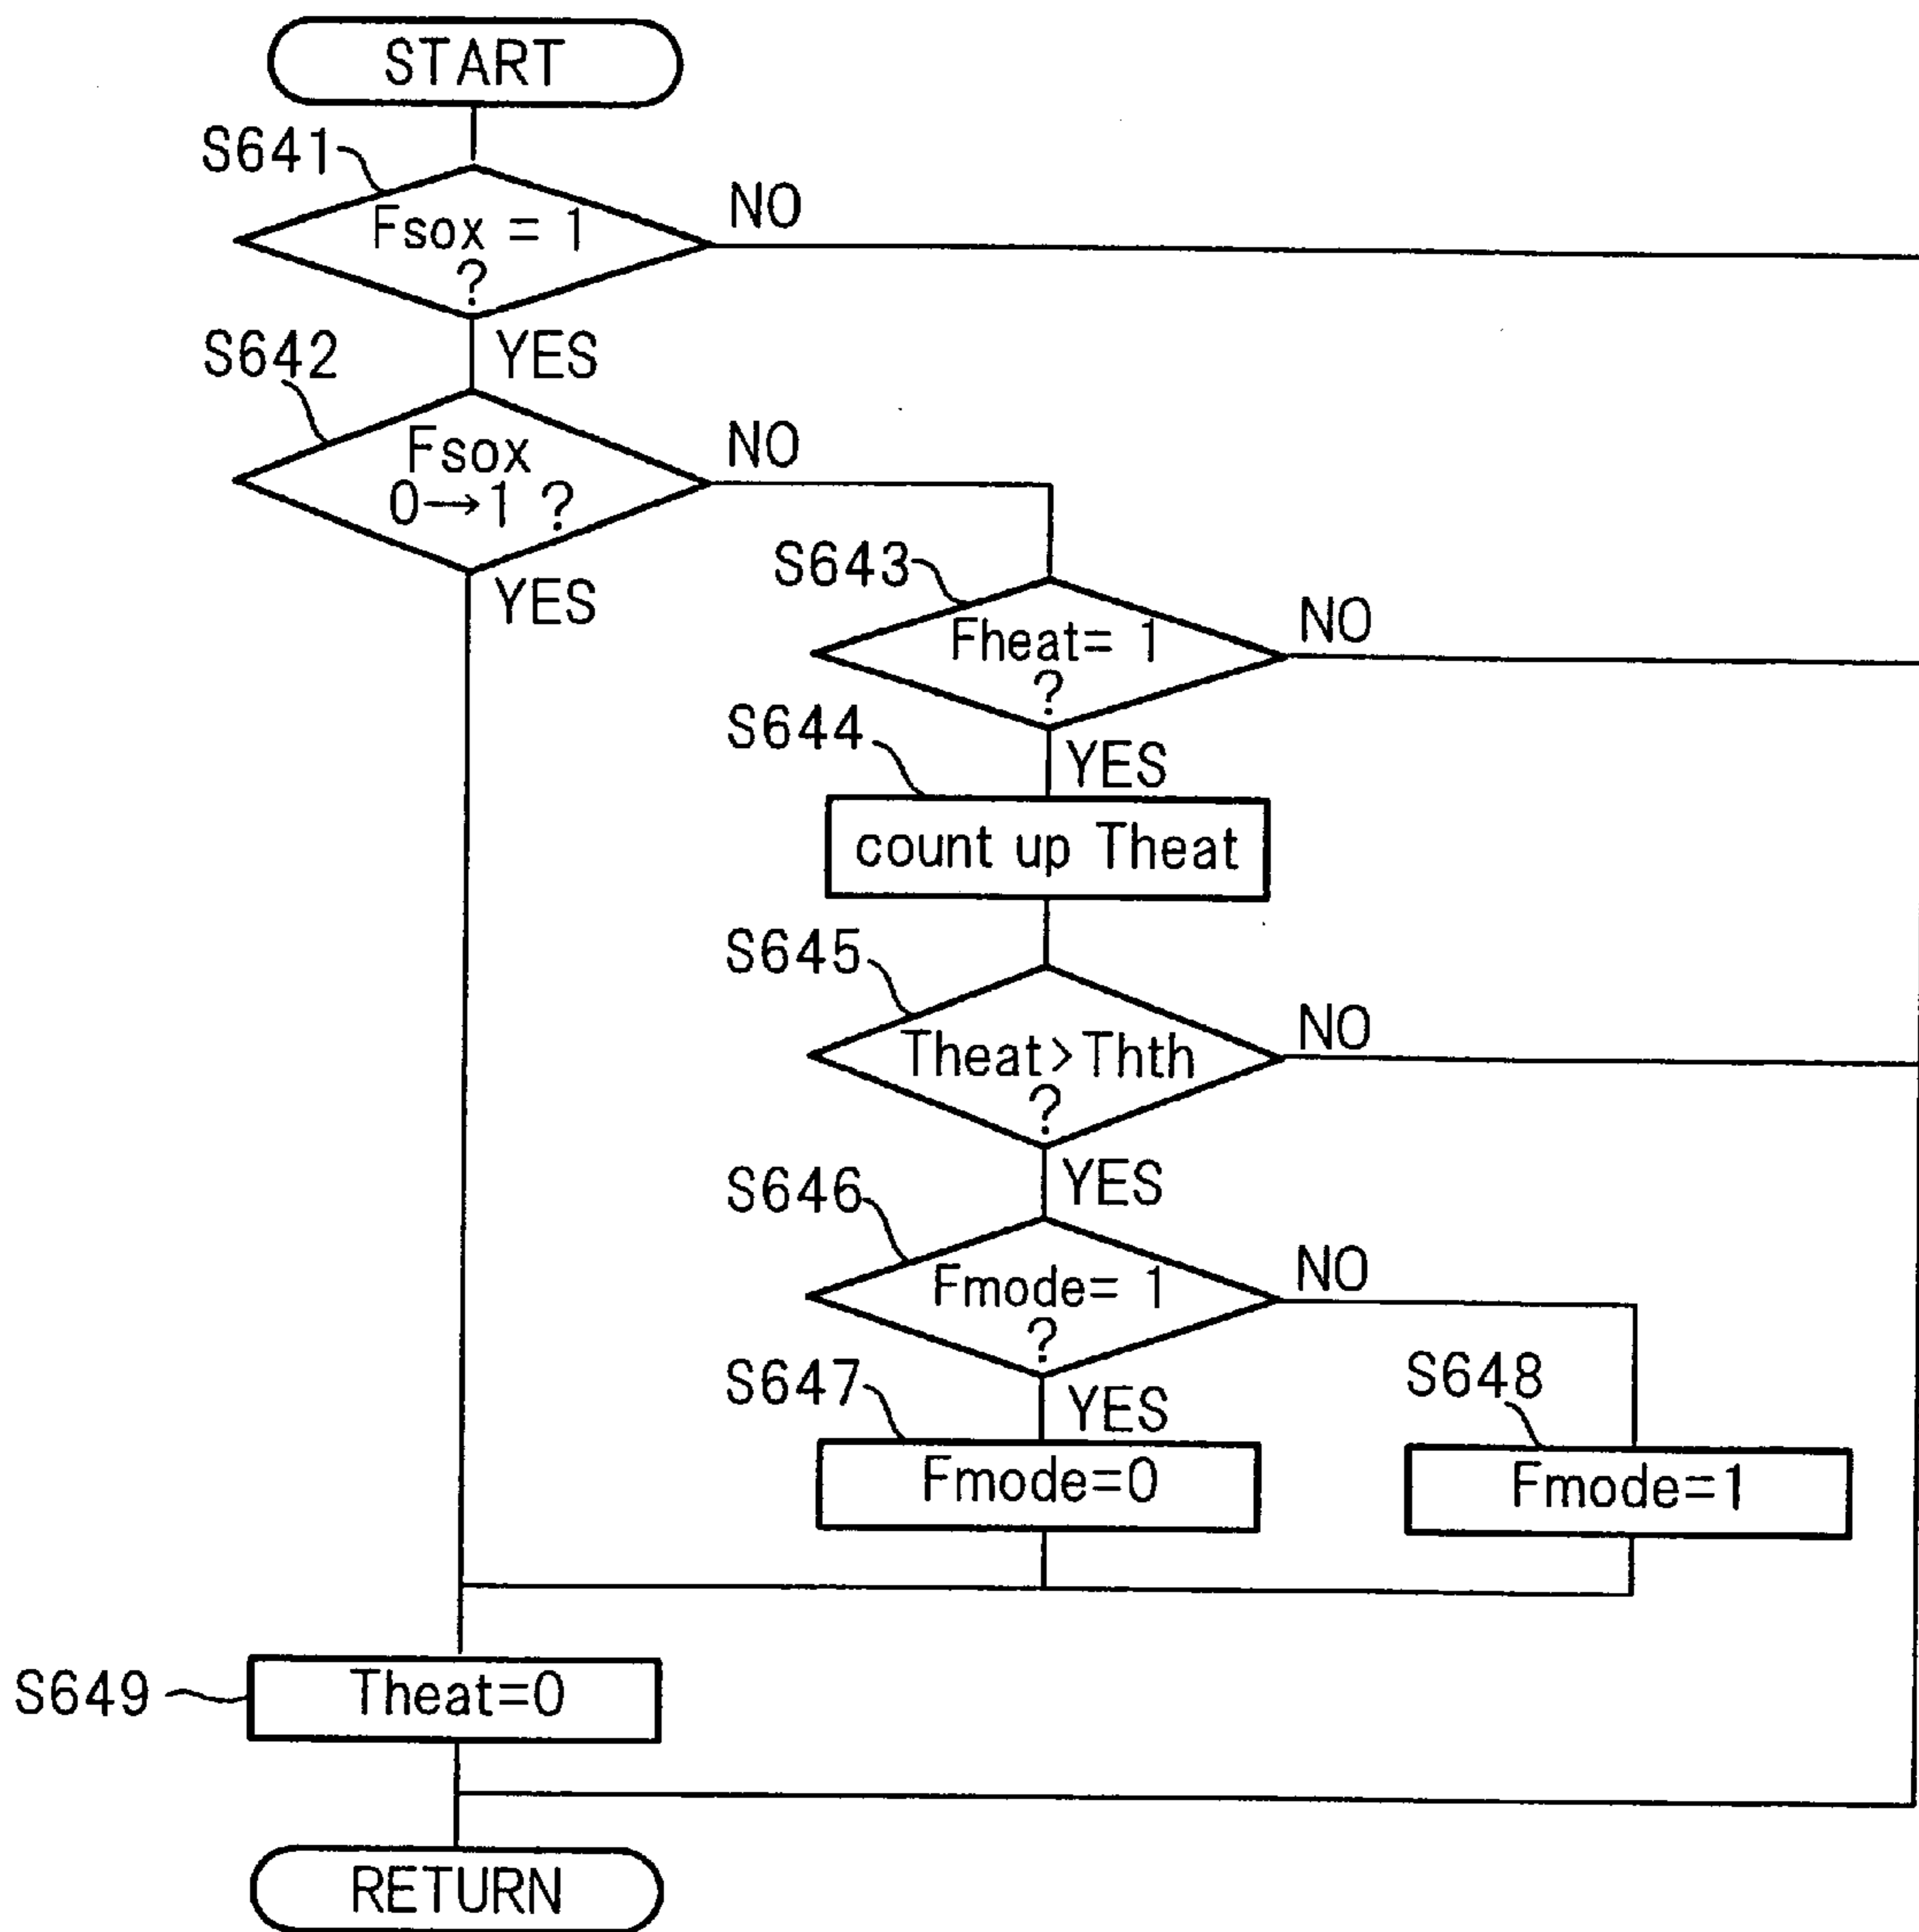 START
S641
Fsox = 1
?
NO
YES
S642
Fsox
0→1 ?
NO
YES
S643
Fheat= 1
?
NO
YES
S644
count up Theat
S645
Theat>Thth
?
NO
YES
S646
Fmode= 1
?
NO
YES
S647
Fmode=0
S648
Fmode=1
S649
Theat=0
RETURN